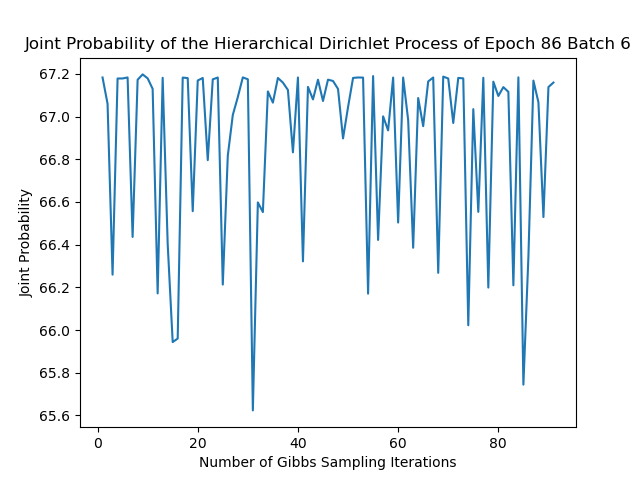 Joint Probability of the Hierarchical Dirichlet Process of Epoch 86 Batch 6
67.2
67.0
66.8
66.6
66.4
66.2
66.0
65.8
65.6
Joint Probability
0 20 40 60 80
Number of Gibbs Sampling Iterations